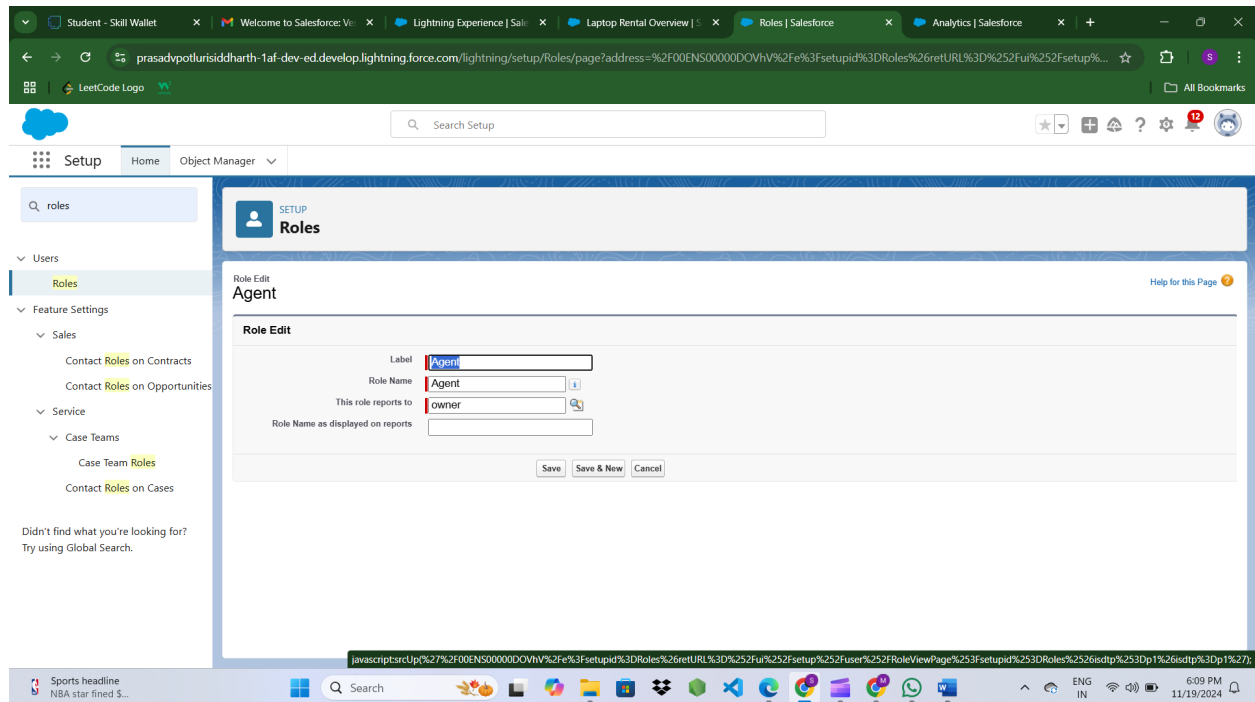 Student - Skill Wallet
Welcome to Salesforce: Ve
Lightning Experience | Sale
Laptop Rental Overview | S
Roles | Salesforce
Analytics | Salesforce
prasadvpotlurisiddharth-1af-dev-ed.develop.lightning.force.com/lightning/setup/Roles/page?address=%2F00ENS00000DOVhV%2Fe%3Fsetupid%3DRoles%26retURL%3D%252Fui%252Fsetup%...
S
LeetCode Logo
All Bookmarks
Search Setup
12
Setup
Home
Object Manager
roles
SETUP
Roles
Users
Roles
Feature Settings
Sales
Contact Roles on Contracts
Contact Roles on Opportunities
Service
Case Teams
Case Team Roles
Contact Roles on Cases
Didn't find what you're looking for?
Try using Global Search.
Role Edit
Agent
Help for this Page
Role Edit
Label Agent
Role Name Agent
This role reports to owner
Role Name as displayed on reports
Save Save & New Cancel
javascript:srcUp(%27%2F00ENS00000DOVhV%2Fe%3Fsetupid%3DRoles%26retURL%3D%252Fui%252Fsetup%252Fuser%252FRoleViewPage%253Fsetupid%253DRoles%2526isdtp%253Dp1%26isdtp%3Dp1%27);
Sports headline
NBA star fined $...
Search
ENG
IN
6:09 PM
11/19/2024